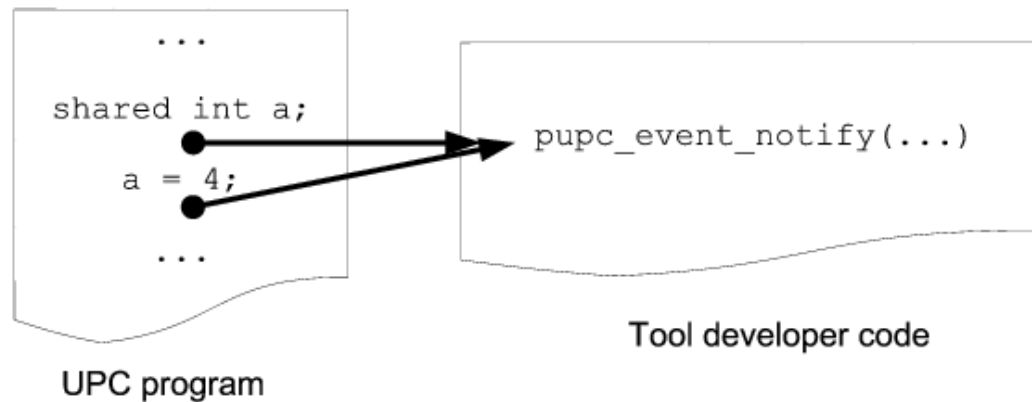 ...
shared int a;
a = 4;
...
UPC program
pupc_event_notify(...)
Tool developer code